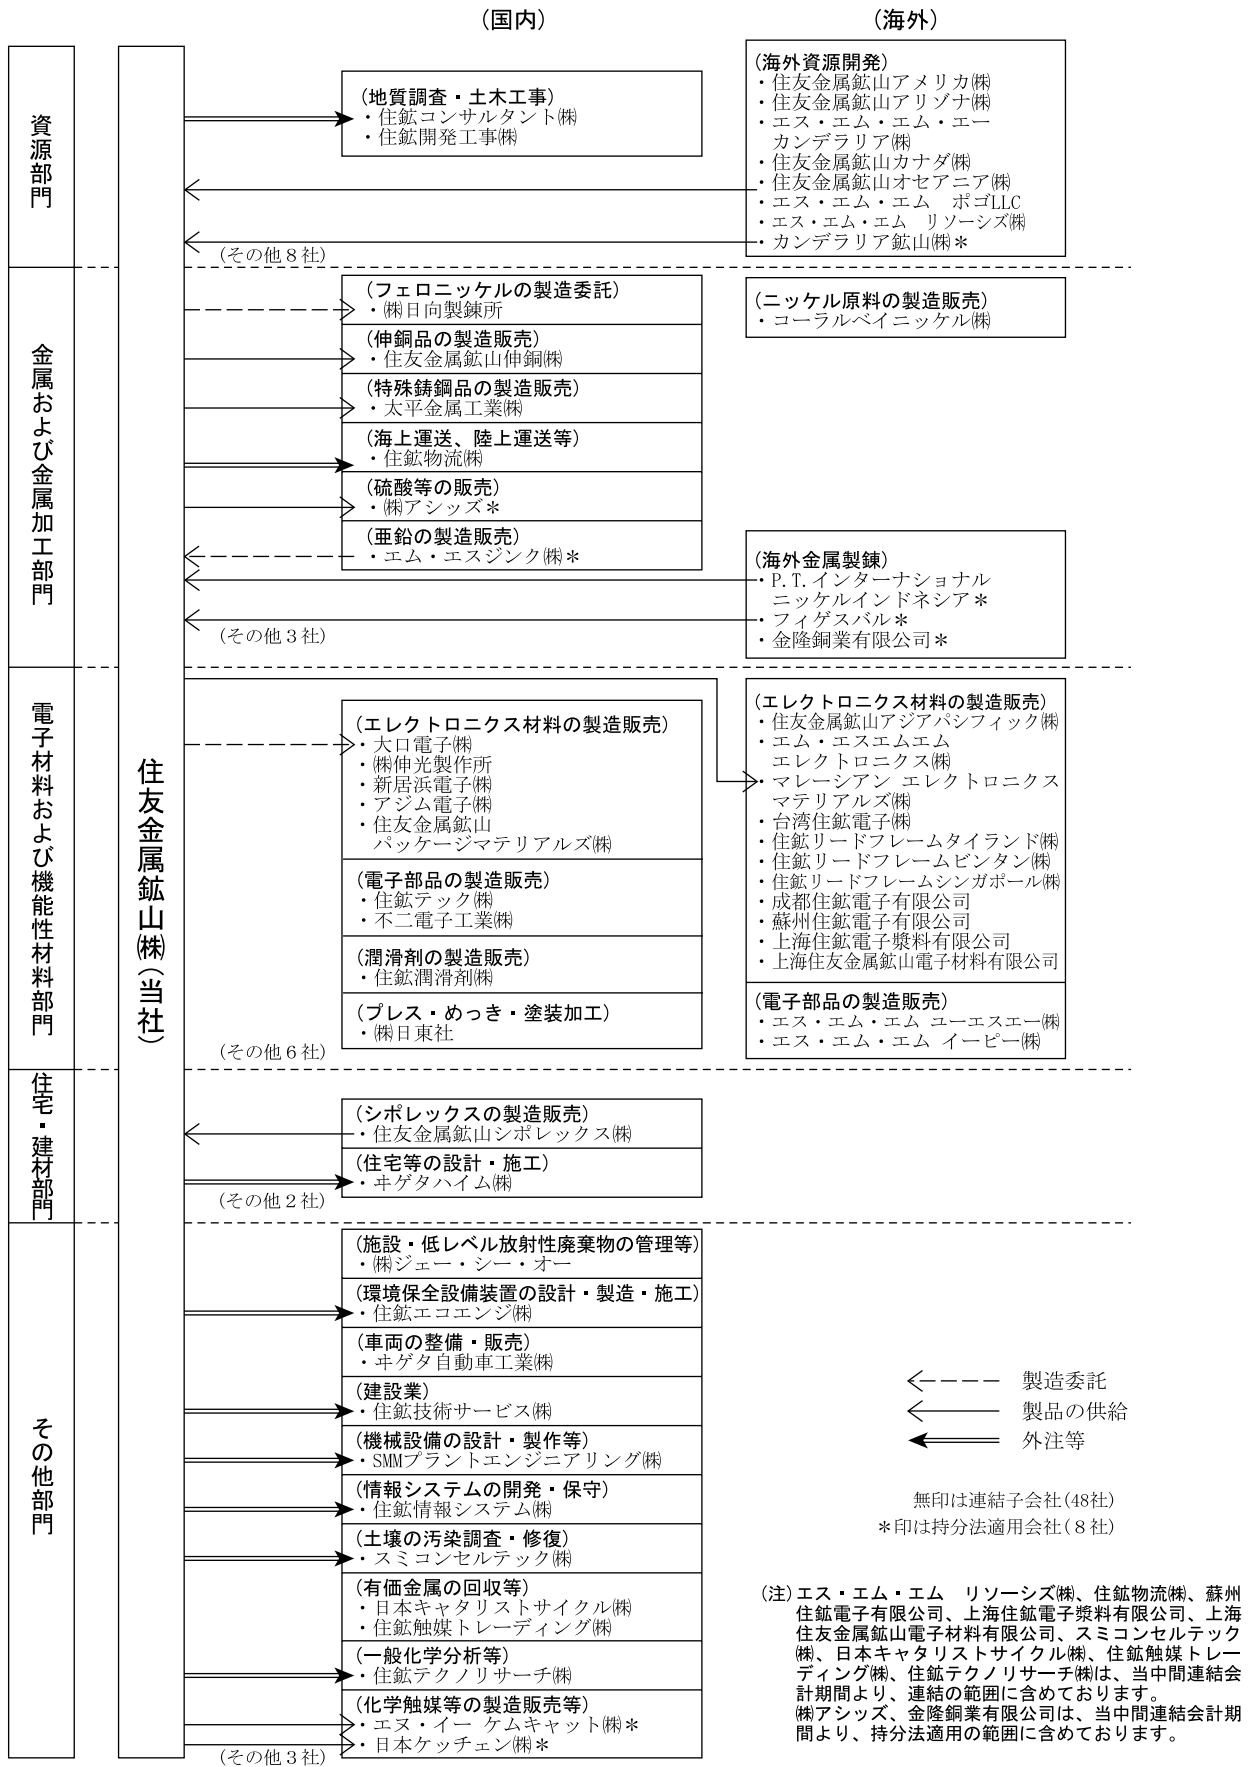 (国内)
(海外)
資源部門
(地質調査・土木工事)
・住鉱コンサルタント㈱
・住鉱開発工事㈱
(海外資源開発)
・住友金属鉱山アメリカ㈱
・住友金属鉱山アリゾナ㈱
・エス・エム・エム・エー
カンデラリア㈱
・住友金属鉱山カナダ㈱
・住友金属鉱山オセアニア㈱
・エス・エム・エム　ポゴLLC
・エス・エム・エム　リソーシズ㈱
・カンデラリア鉱山㈱＊
(その他８社)
金属および金属加工部門
(フェロニッケルの製造委託)
・㈱日向製錬所
(伸銅品の製造販売)
・住友金属鉱山伸銅㈱
(特殊鋳鋼品の製造販売)
・太平金属工業㈱
(海上運送、陸上運送等)
・住鉱物流㈱
(硫酸等の販売)
・㈱アシッズ＊
(亜鉛の製造販売)
・エム・エスジンク㈱＊
(ニッケル原料の製造販売)
・コーラルベイニッケル㈱
(海外金属製錬)
・P.T.インターナショナル
ニッケルインドネシア＊
・フィゲスバル＊
・金隆銅業有限公司＊
(その他３社)
住友金属鉱山㈱(当社)
電子材料および機能性材料部門
(エレクトロニクス材料の製造販売)
・大口電子㈱
・㈱伸光製作所
・新居浜電子㈱
・アジム電子㈱
・住友金属鉱山
パッケージマテリアルズ㈱
(電子部品の製造販売)
・住鉱テック㈱
・不二電子工業㈱
(潤滑剤の製造販売)
・住鉱潤滑剤㈱
(プレス・めっき・塗装加工)
・㈱日東社
(エレクトロニクス材料の製造販売)
・住友金属鉱山アジアパシフィック㈱
・エム・エスエムエム
エレクトロニクス㈱
・マレーシアン エレクトロニクス
マテリアルズ㈱
・台湾住鉱電子㈱
・住鉱リードフレームタイランド㈱
・住鉱リードフレームビンタン㈱
・住鉱リードフレームシンガポール㈱
・成都住鉱電子有限公司
・蘇州住鉱電子有限公司
・上海住鉱電子漿料有限公司
・上海住友金属鉱山電子材料有限公司
(電子部品の製造販売)
・エス・エム・エム ユーエスエー㈱
・エス・エム・エム イーピー㈱
(その他６社)
住宅・建材部門
(シポレックスの製造販売)
・住友金属鉱山シポレックス㈱
(住宅等の設計・施工)
・ヰゲタハイム㈱
(その他２社)
その他部門
(施設・低レベル放射性廃棄物の管理等)
・㈱ジェー・シー・オー
(環境保全設備装置の設計・製造・施工)
・住鉱エコエンジ㈱
(車両の整備・販売)
・ヰゲタ自動車工業㈱
(建設業)
・住鉱技術サービス㈱
(機械設備の設計・製作等)
・SMMプラントエンジニアリング㈱
(情報システムの開発・保守)
・住鉱情報システム㈱
(土壌の汚染調査・修復)
・スミコンセルテック㈱
(有価金属の回収等)
・日本キャタリストサイクル㈱
・住鉱触媒トレーディング㈱
(一般化学分析等)
・住鉱テクノリサーチ㈱
(化学触媒等の製造販売等)
・エヌ・イー ケムキャット㈱＊
・日本ケッチェン㈱＊
(その他３社)
製造委託
製品の供給
外注等
無印は連結子会社(48社)
＊印は持分法適用会社(８社)
(注)エス・エム・エム　リソーシズ㈱、住鉱物流㈱、蘇州
住鉱電子有限公司、上海住鉱電子漿料有限公司、上海
住友金属鉱山電子材料有限公司、スミコンセルテック
㈱、日本キャタリストサイクル㈱、住鉱触媒トレー
ディング㈱、住鉱テクノリサーチ㈱は、当中間連結会
計期間より、連結の範囲に含めております。
㈱アシッズ、金隆銅業有限公司は、当中間連結会計期
間より、持分法適用の範囲に含めております。